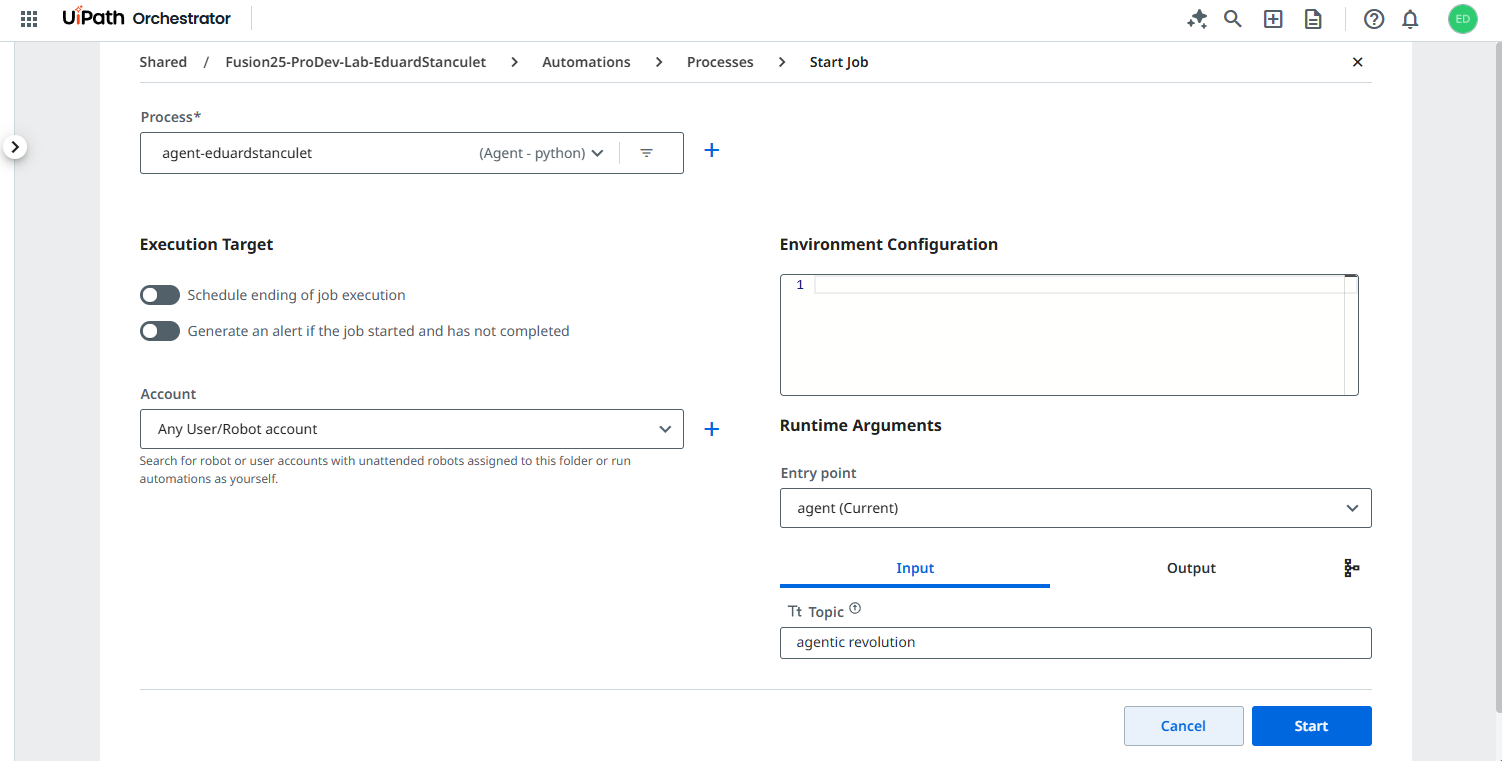 UiPath Orchestrator
ED
Shared / Fusion25-ProDev-Lab-EduardStanculet > Automations > Processes > Start Job
Process*
agent-eduardstanculet (Agent - python)
Execution Target
Schedule ending of job execution
Generate an alert if the job started and has not completed
Account
Any User/Robot account
Search for robot or user accounts with unattended robots assigned to this folder or run
automations as yourself.
Environment Configuration
1
Runtime Arguments
Entry point
agent (Current)
Input Output
Tt Topic
agentic revolution
Cancel Start